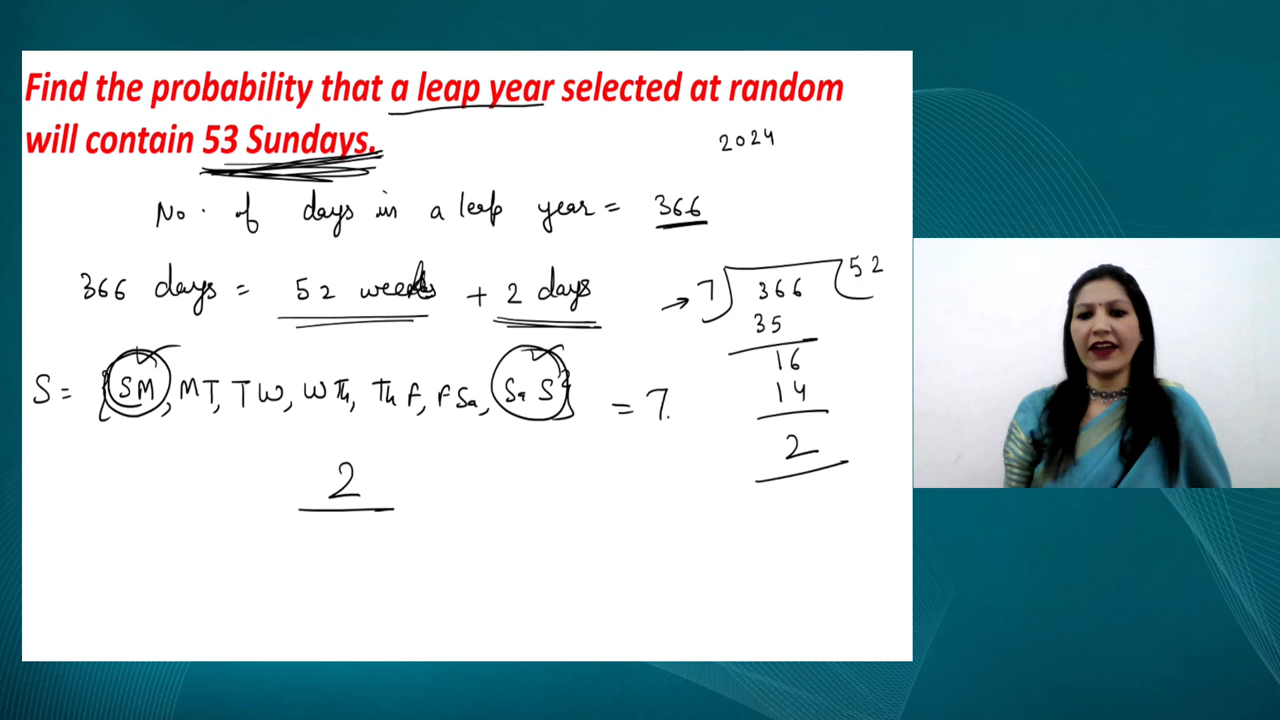 Find the probability that a leap year selected at random
will contain 53 Sundays.
2024
No. of days in a leap year = 366
366 days = 52 weeks + 2 days
→ 7 366 52
35
16
14
2
S = {SM, MT, TW, WTh, Th F, F Sa, Sa S} = 7.
2